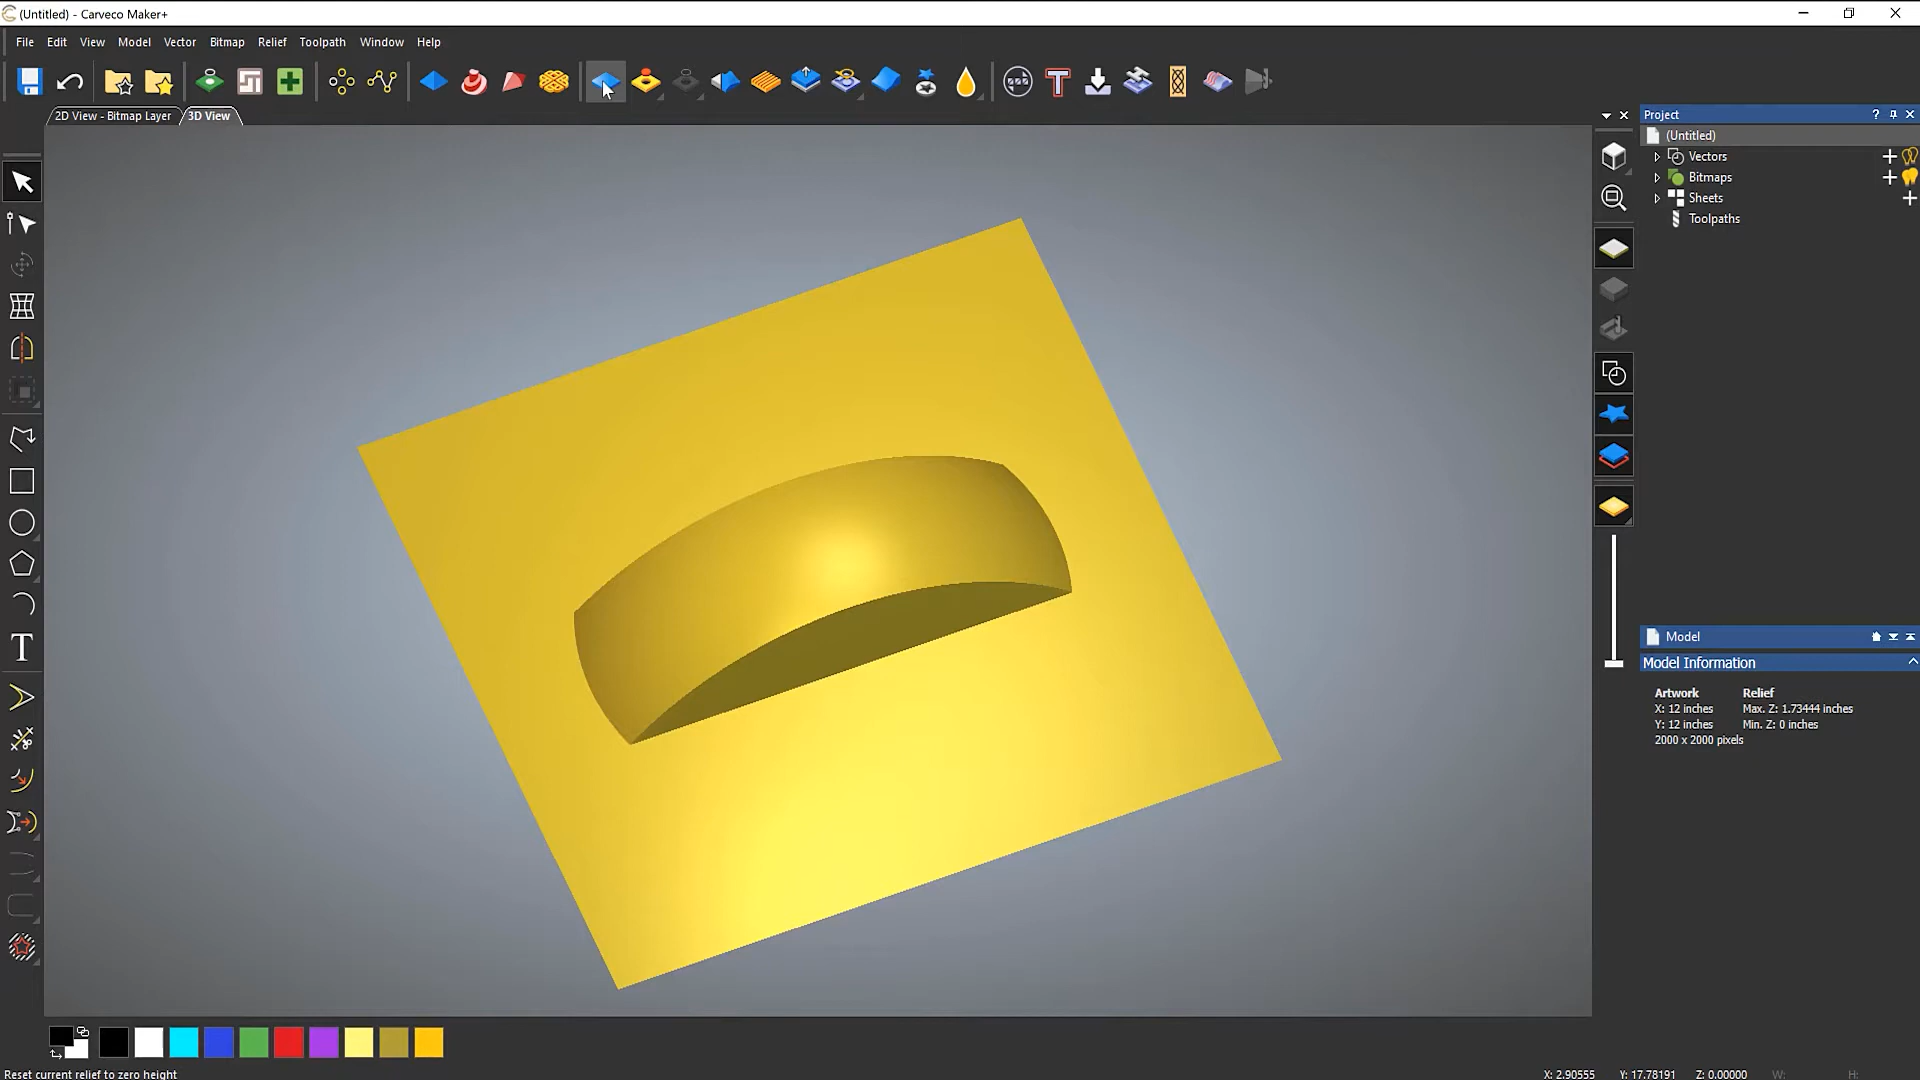 (Untitled) - Carveco Maker+
File Edit View Model Vector Bitmap Relief Toolpath Window Help
2D View - Bitmap Layer 3D View
Project
(Untitled)
Vectors
Bitmaps
Sheets
Toolpaths
Model
Model Information
Artwork Relief
X: 12 inches Max. Z: 1.73444 inches
Y: 12 inches Min. Z: 0 inches
2000 x 2000 pixels
Reset current relief to zero height X: 2.90555 Y: 17.78191 Z: 0.00000 W: H: